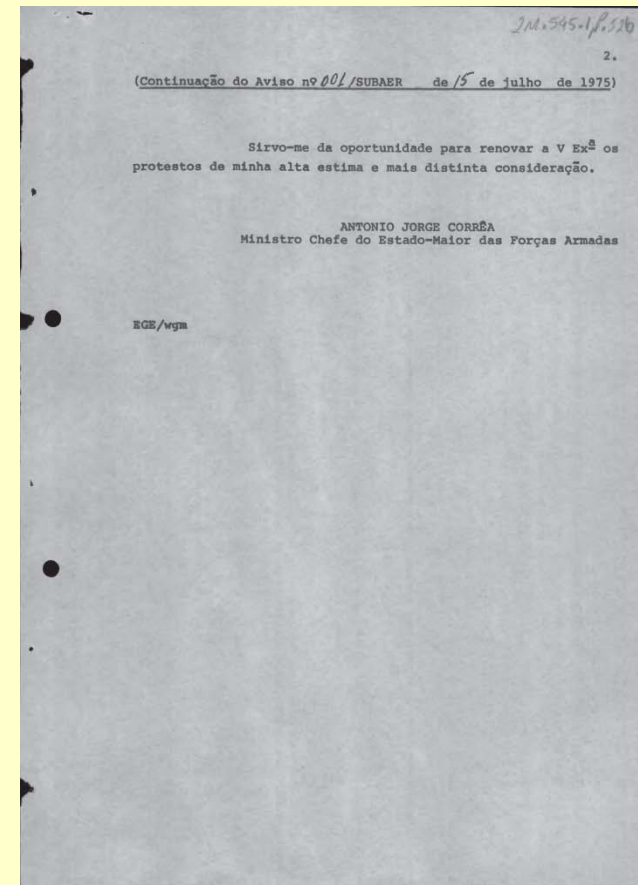 2M.545.1, p.526
2.
(Continuação do Aviso nº 001/SUBAER de 15 de julho de 1975)
Sirvo-me da oportunidade para renovar a V Exª os
protestos de minha alta estima e mais distinta consideração.
ANTONIO JORGE CORRÊA
Ministro Chefe do Estado-Maior das Forças Armadas
EGE/wgm